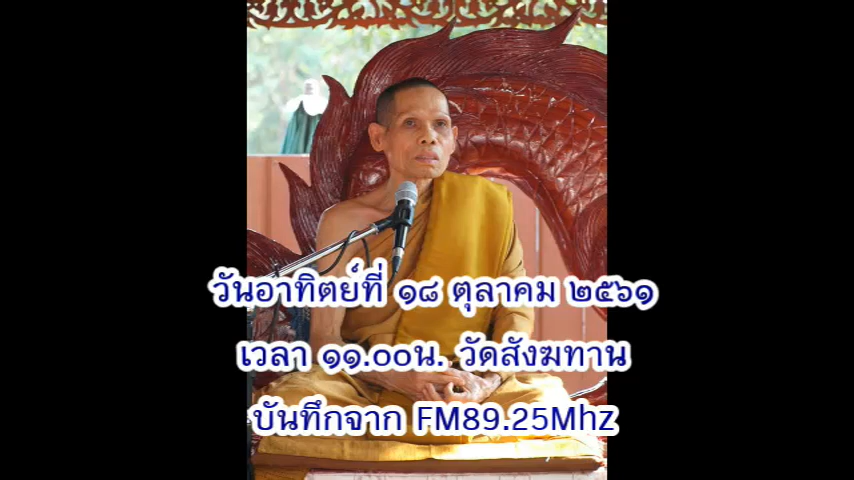 วันอาทิตย์ที่ ๑๘ ตุลาคม ๒๕๖๑
เวลา ๑๑.๐๐น. วัดสังฆทาน
บันทึกจาก FM89.25Mhz